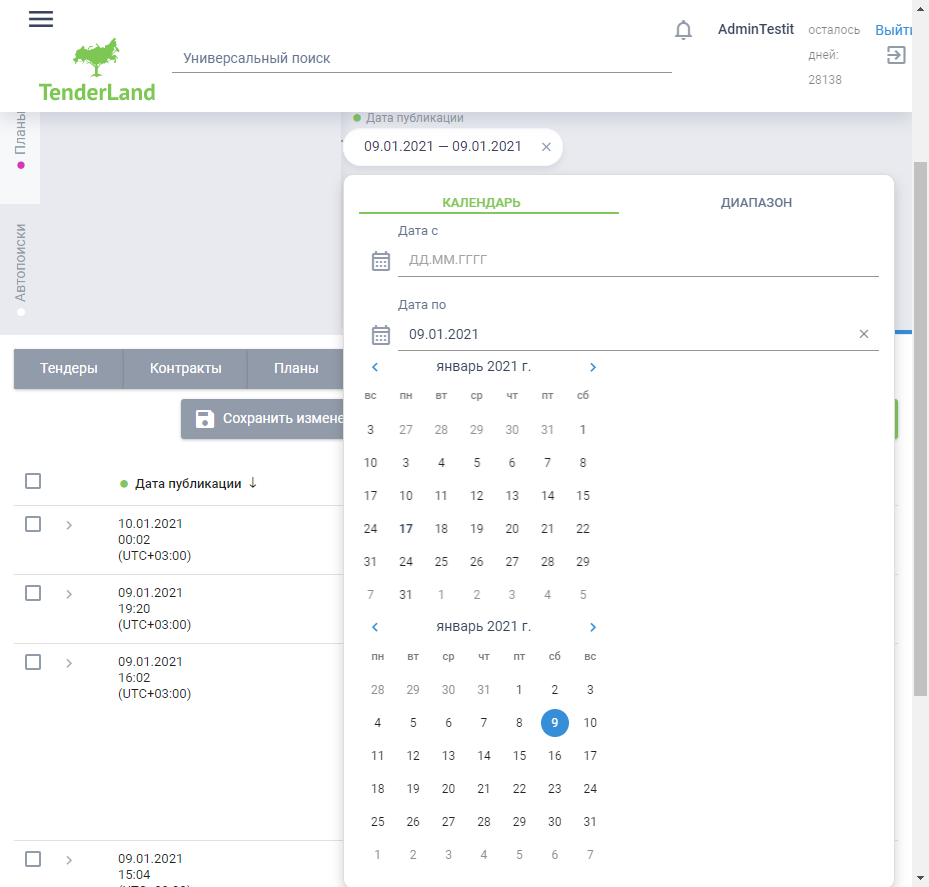 AdminTestit
осталось
дней:
28138
Универсальный поиск
TenderLand
Планы
Автопоиски
Дата публикации
09.01.2021 — 09.01.2021
КАЛЕНДАРЬ ДИАПАЗОН
Дата с
ДД.ММ.ГГГГ
Дата по
09.01.2021
январь 2021 г.
вс пн вт ср чт пт сб
3 27 28 29 30 31 1
10 3 4 5 6 7 8
17 10 11 12 13 14 15
24 17 18 19 20 21 22
31 24 25 26 27 28 29
7 31 1 2 3 4 5
январь 2021 г.
пн вт ср чт пт сб вс
28 29 30 31 1 2 3
4 5 6 7 8 9 10
11 12 13 14 15 16 17
18 19 20 21 22 23 24
25 26 27 28 29 30 31
1 2 3 4 5 6 7
Тендеры Контракты Планы
Сохранить измене
Дата публикации ↓
10.01.2021
00:02
(UTC+03:00)
09.01.2021
19:20
(UTC+03:00)
09.01.2021
16:02
(UTC+03:00)
09.01.2021
15:04